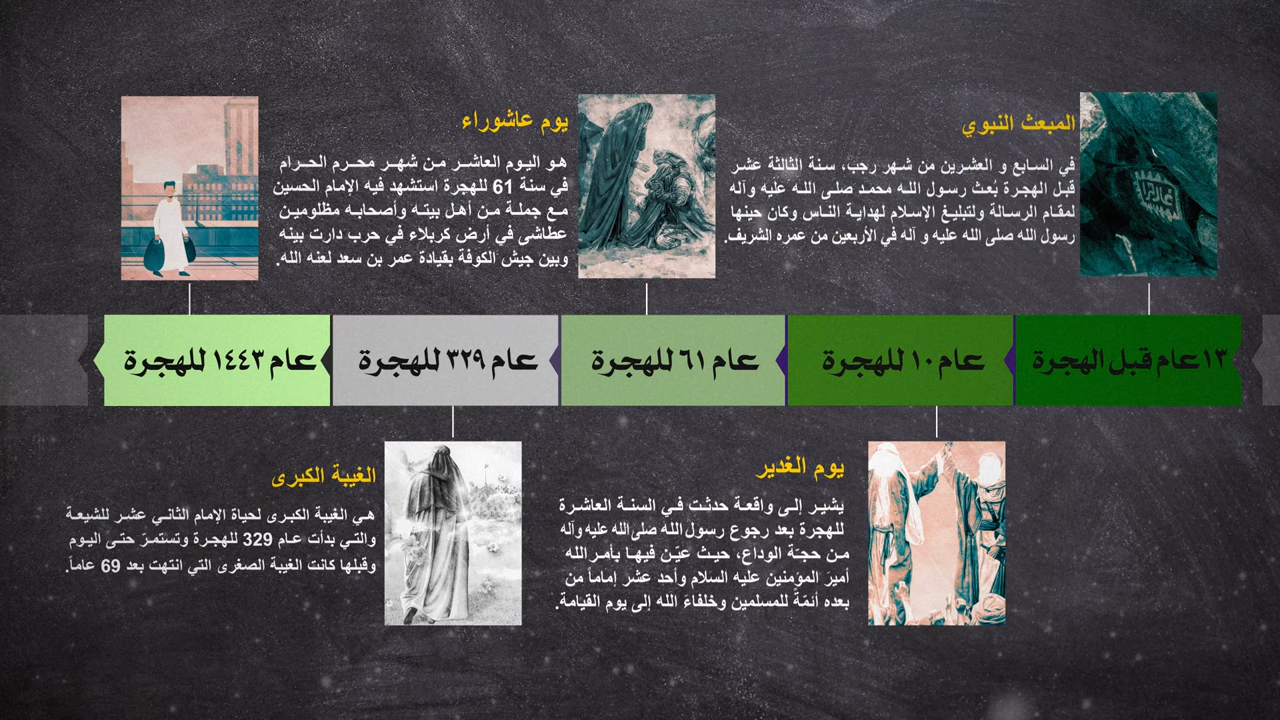 المبعث النبوي
في السابع و العشرين من شهر رجب، سنة الثالثة عشر
قبل الهجرة بُعث رسول الله محمد صلى الله عليه وآله
لمقام الرسالة ولتبليغ الإسلام لهداية الناس وكان حينها
رسول الله صلى الله عليه و آله في الأربعين من عمره الشريف.
يوم عاشوراء
هو اليوم العاشر من شهر محرم الحرام
في سنة 61 للهجرة استشهد فيه الإمام الحسين
مع جملة من أهل بيته وأصحابه مظلومين
عطاشى في أرض كربلاء في حرب دارت بينه
وبين جيش الكوفة بقيادة عمر بن سعد لعنه الله.
١٣ عام قبل الهجرة
عام ١٠ للهجرة
عام ٦١ للهجرة
عام ٣٢٩ للهجرة
عام ١٤٤٣ للهجرة
يوم الغدير
يشير إلى واقعة حدثت في السنة العاشرة
للهجرة بعد رجوع رسول الله صلى الله عليه وآله
من حجّة الوداع، حيث عيّن فيها بأمر الله
أميرَ المؤمنين عليه السلام وأحد عشر إماماً من
بعده أئمّةً للمسلمين وخلفاءَ الله إلى يوم القيامة.
الغيبة الكبرى
هي الغيبة الكبرى لحياة الإمام الثاني عشر للشيعة
والتي بدأت عام 329 للهجرة وتستمرّ حتى اليوم
وقبلها كانت الغيبة الصغرى التي انتهت بعد 69 عاماً.